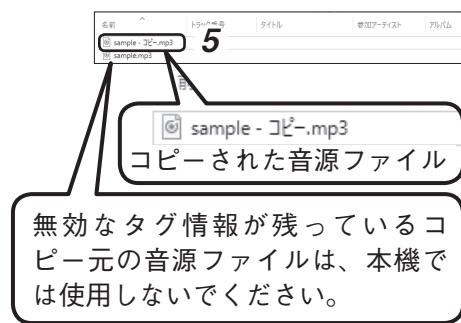 名前 トラック番号 タイトル 参加アーティスト アルバム
sample - コピー.mp3 5
sample.mp3
sample - コピー.mp3
コピーされた音源ファイル
無効なタグ情報が残っているコ
ピー元の音源ファイルは、本機で
は使用しないでください。